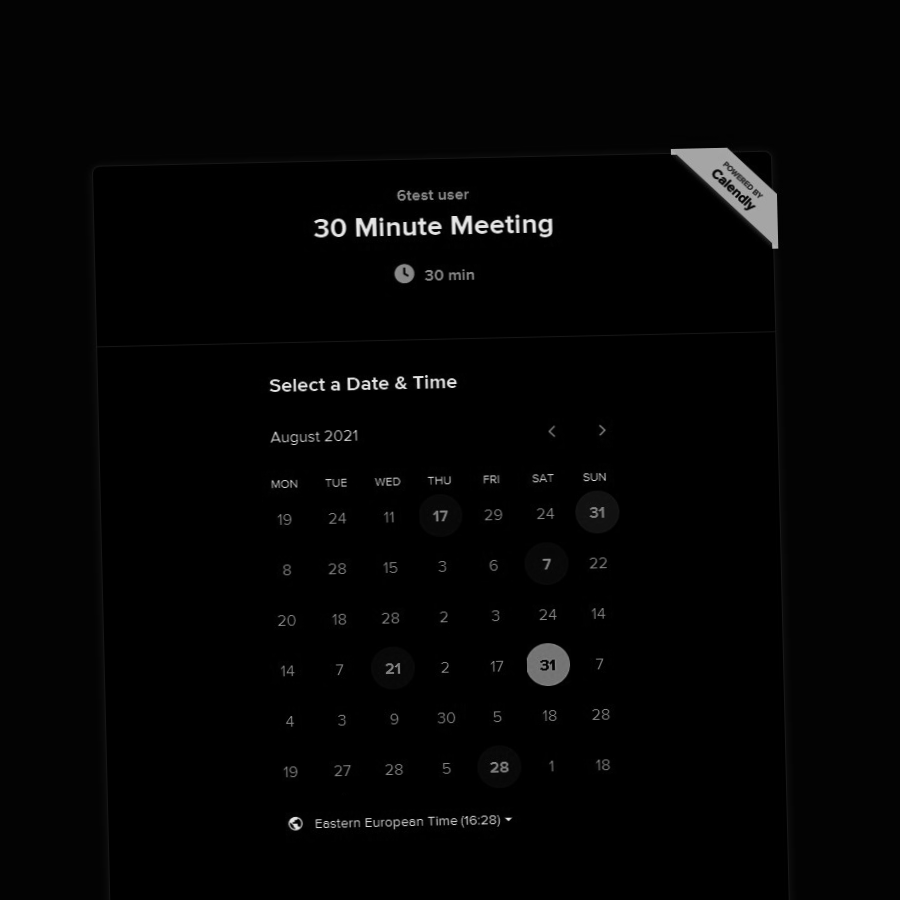 POWERED BY
Calendly
6test user
30 Minute Meeting
30 min
Select a Date & Time
August 2021
MON TUE WED THU FRI SAT SUN
19 24 11 17 29 24 31
8 28 15 3 6 7 22
20 18 28 2 3 24 14
14 7 21 2 17 31 7
4 3 9 30 5 18 28
19 27 28 5 28 1 18
Eastern European Time (16:28)